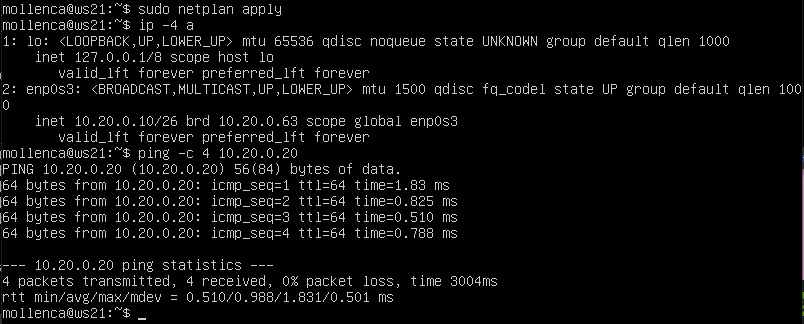 mollenca@ws21:~$ sudo netplan apply
mollenca@ws21:~$ ip -4 a
1: lo: <LOOPBACK,UP,LOWER_UP> mtu 65536 qdisc noqueue state UNKNOWN group default qlen 1000
    inet 127.0.0.1/8 scope host lo
       valid_lft forever preferred_lft forever
2: enp0s3: <BROADCAST,MULTICAST,UP,LOWER_UP> mtu 1500 qdisc fq_codel state UP group default qlen 100
0
    inet 10.20.0.10/26 brd 10.20.0.63 scope global enp0s3
       valid_lft forever preferred_lft forever
mollenca@ws21:~$ ping -c 4 10.20.0.20
PING 10.20.0.20 (10.20.0.20) 56(84) bytes of data.
64 bytes from 10.20.0.20: icmp_seq=1 ttl=64 time=1.83 ms
64 bytes from 10.20.0.20: icmp_seq=2 ttl=64 time=0.825 ms
64 bytes from 10.20.0.20: icmp_seq=3 ttl=64 time=0.510 ms
64 bytes from 10.20.0.20: icmp_seq=4 ttl=64 time=0.788 ms

--- 10.20.0.20 ping statistics ---
4 packets transmitted, 4 received, 0% packet loss, time 3004ms
rtt min/avg/max/mdev = 0.510/0.988/1.831/0.501 ms
mollenca@ws21:~$ _